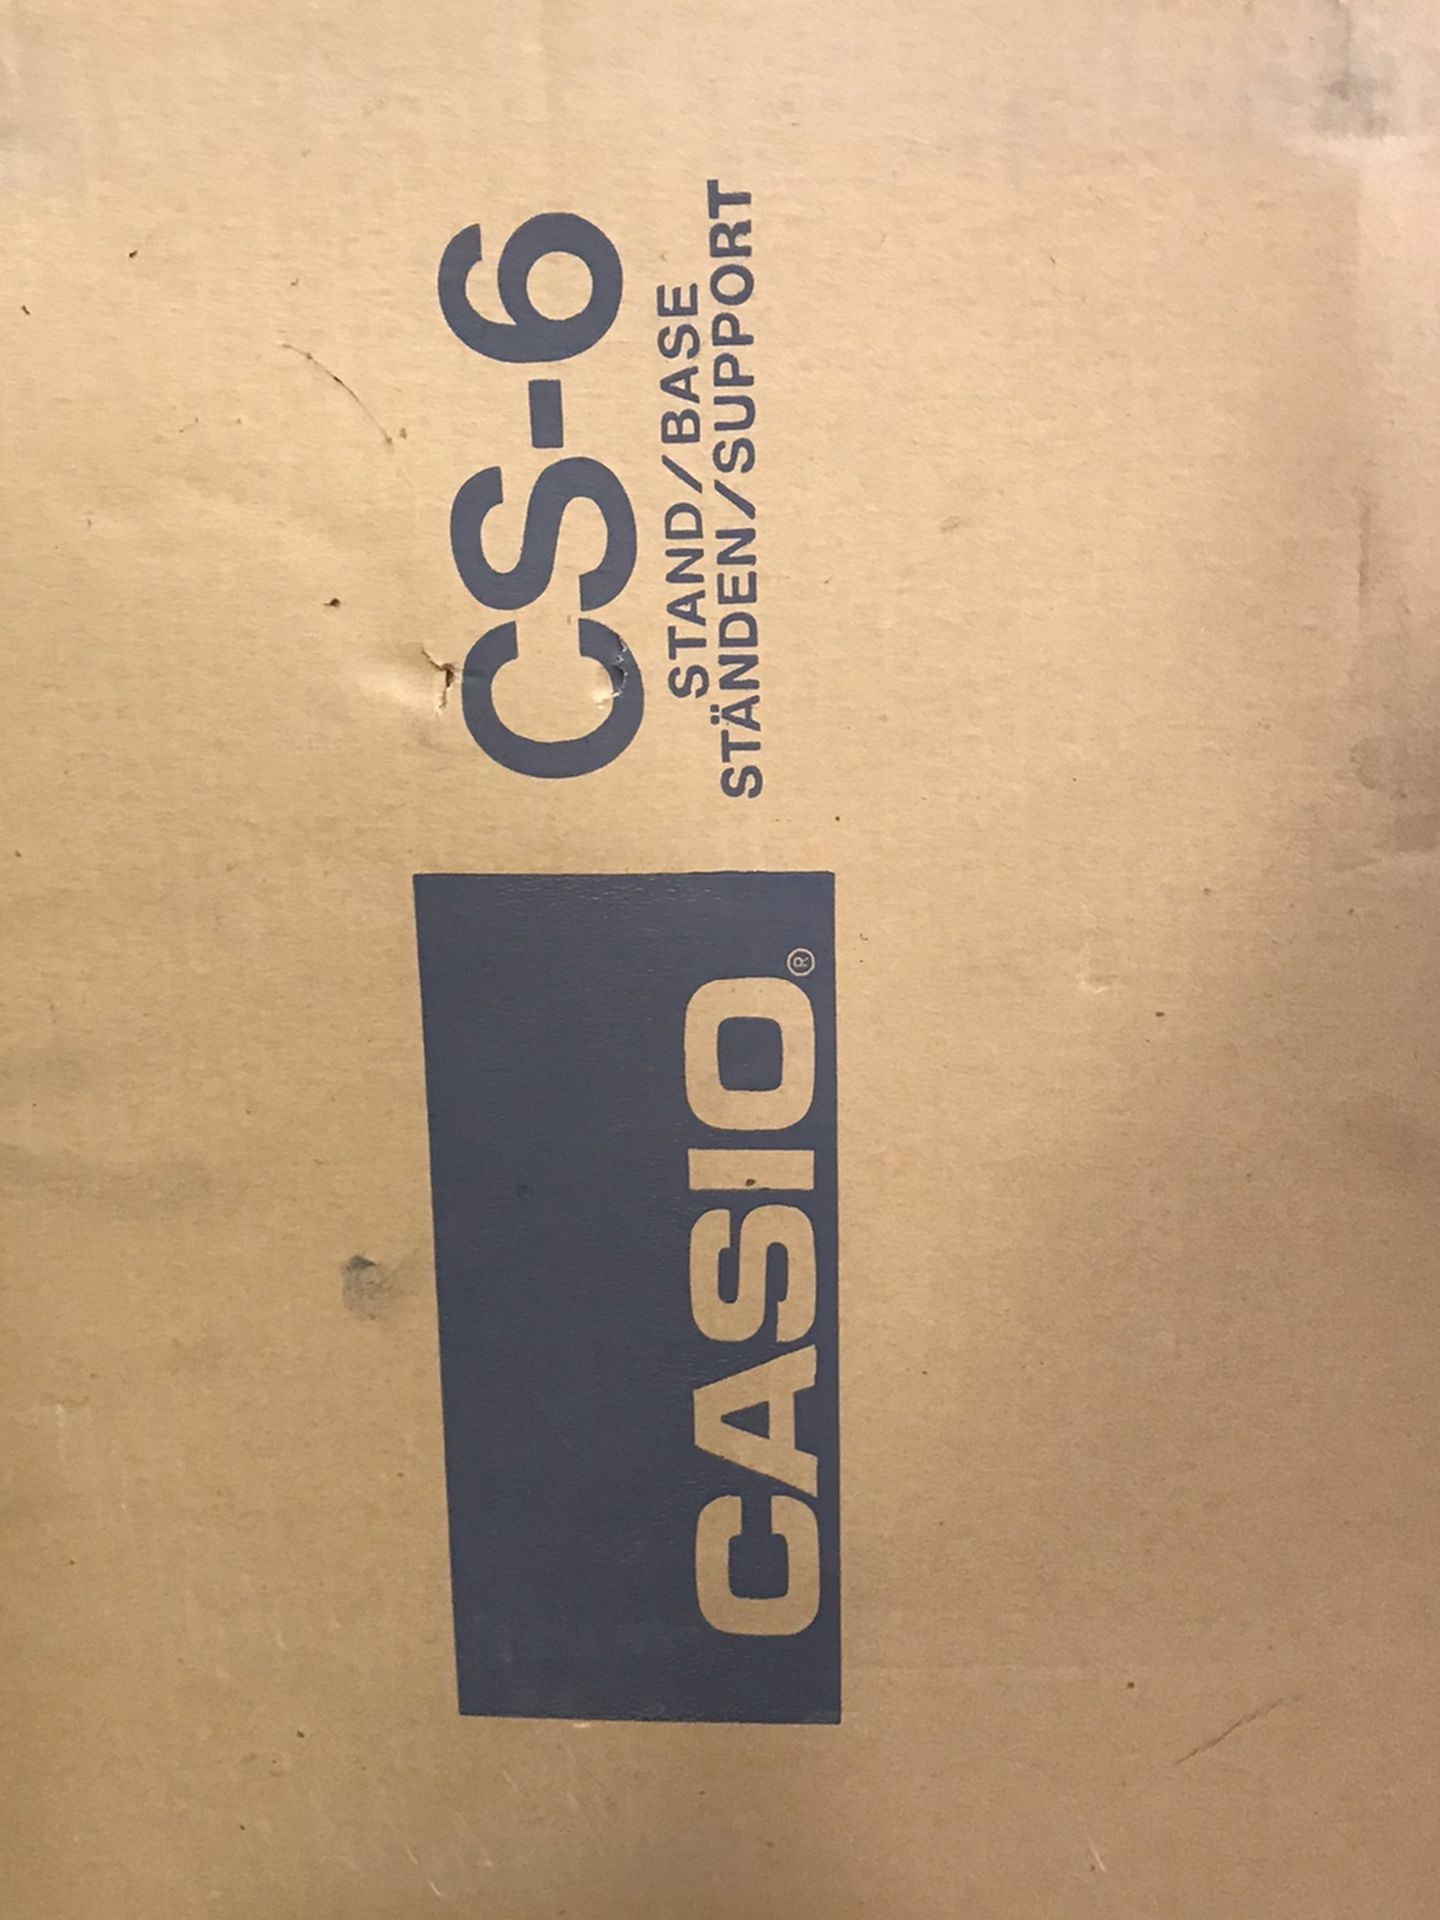 CASIO®
CS-6
STAND/BASE
STÄNDEN/SUPPORT